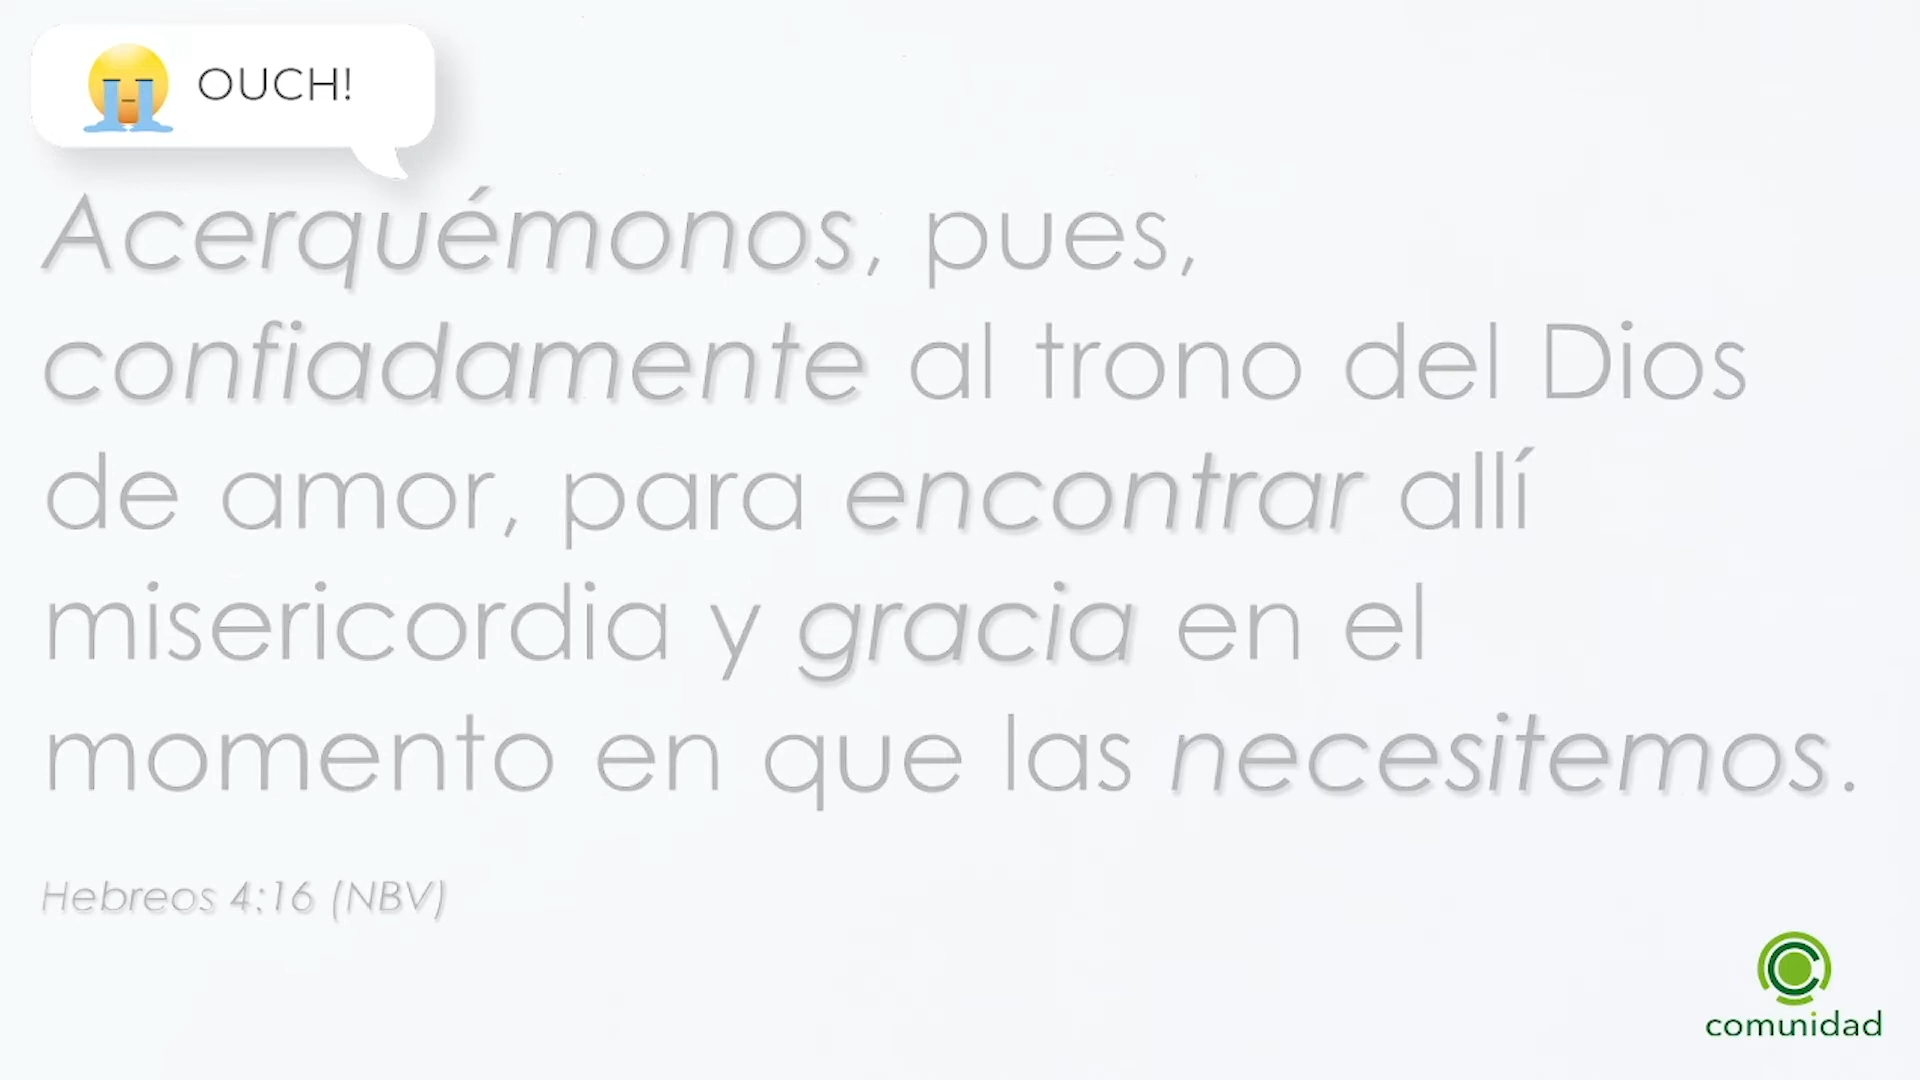 OUCH!
Acerquémonos, pues,
confiadamente al trono del Dios
de amor, para encontrar allí
misericordia y gracia en el
momento en que las necesitemos.
Hebreos 4:16 (NBV)
comunidad